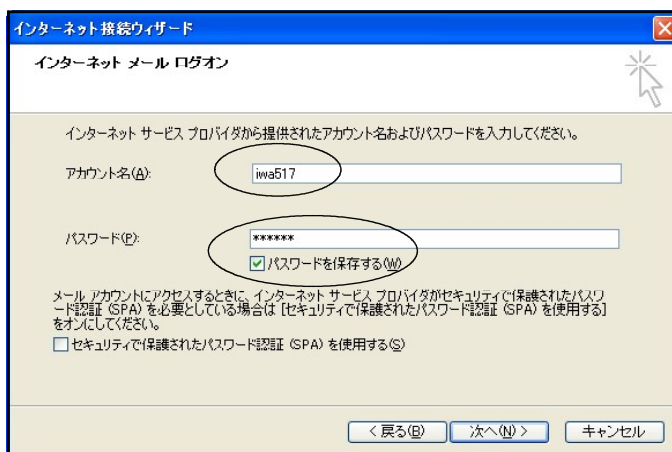 インターネット接続ウィザード
インターネット メール ログオン
インターネット サービス プロバイダから提供されたアカウント名およびパスワードを入力してください。
アカウント名(A):
iwa517
パスワード(P):
******
パスワードを保存する(W)
メール アカウントにアクセスするときに、インターネット サービス プロバイダがセキュリティで保護されたパスワ
ード認証 (SPA) を必要としている場合は [セキュリティで保護されたパスワード認証 (SPA) を使用する]
をオンにしてください。
セキュリティで保護されたパスワード認証 (SPA) を使用する(S)
< 戻る(B) 次へ(N) > キャンセル